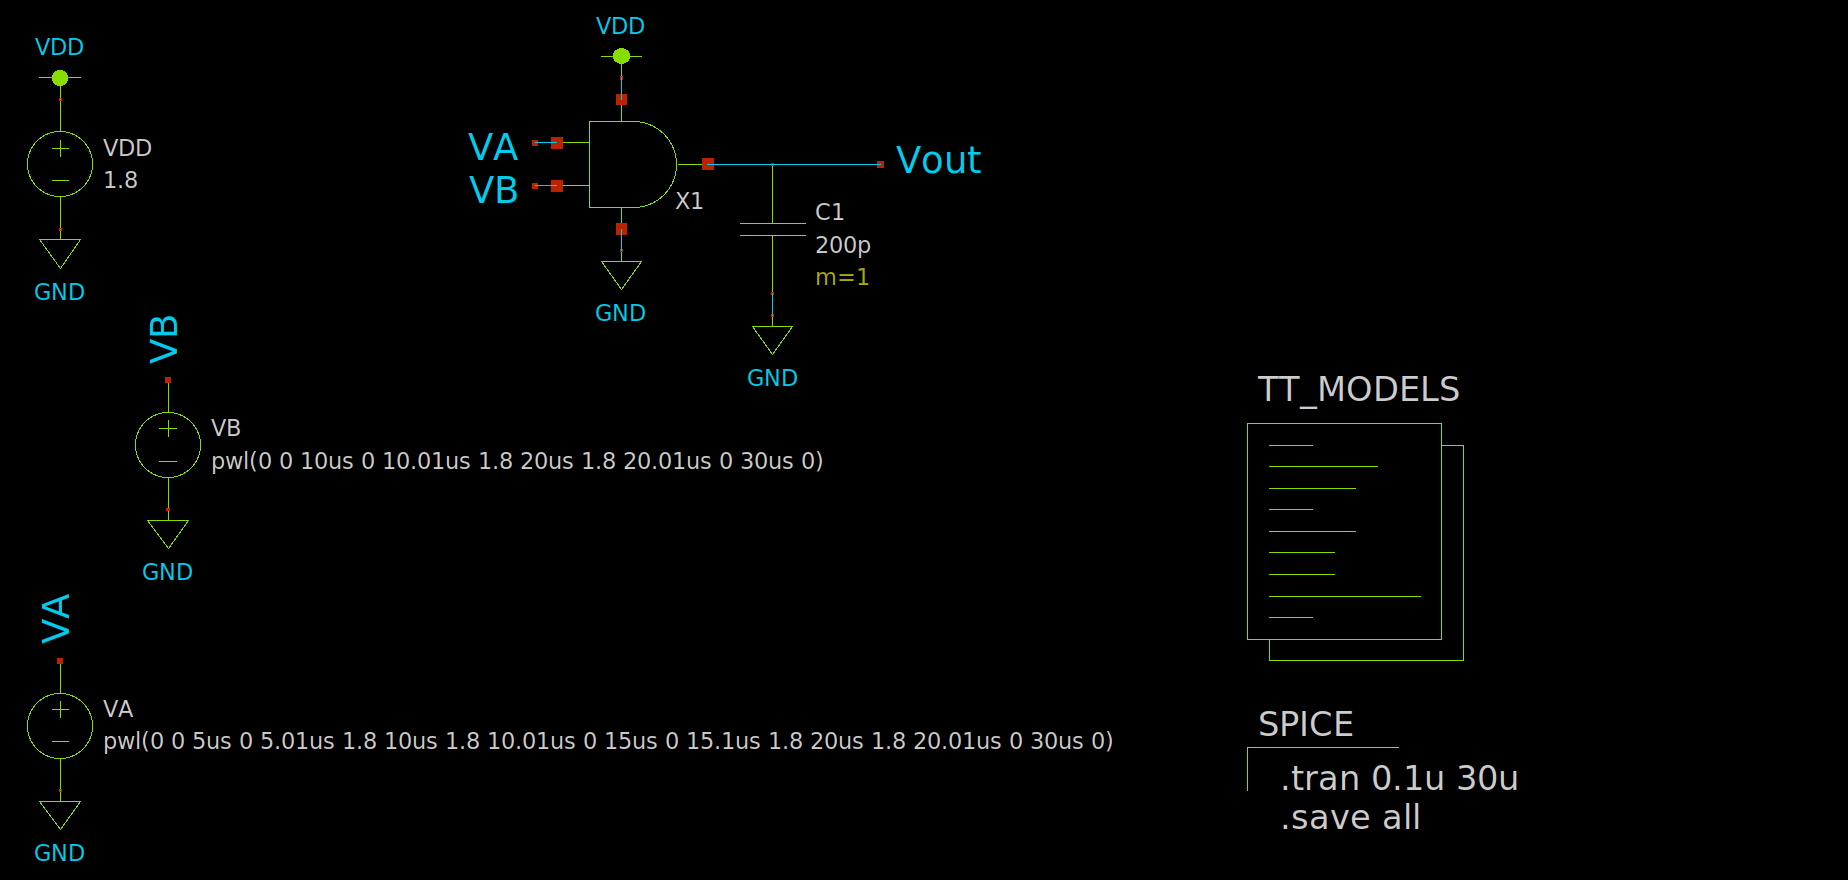 VDD
VDD
1.8
GND
VDD
VA
VB
X1
GND
Vout
C1
200p
m=1
GND
VB
VB
pwl(0 0 10us 0 10.01us 1.8 20us 1.8 20.01us 0 30us 0)
GND
VA
VA
pwl(0 0 5us 0 5.01us 1.8 10us 1.8 10.01us 0 15us 0 15.1us 1.8 20us 1.8 20.01us 0 30us 0)
GND
TT_MODELS
SPICE
.tran 0.1u 30u
.save all